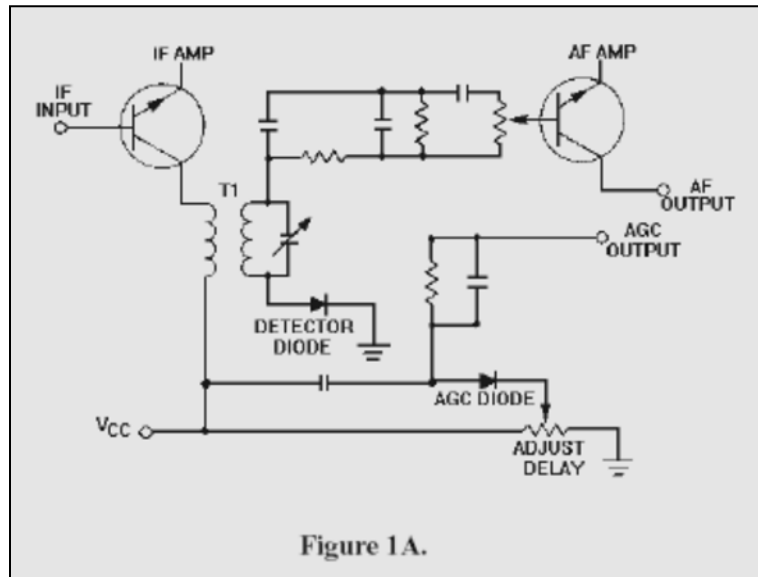 IF AMP
AF AMP
IF
INPUT
T1
AF
OUTPUT
AGC
OUTPUT
DETECTOR
DIODE
AGC DIODE
VCC
ADJUST
DELAY
Figure 1A.